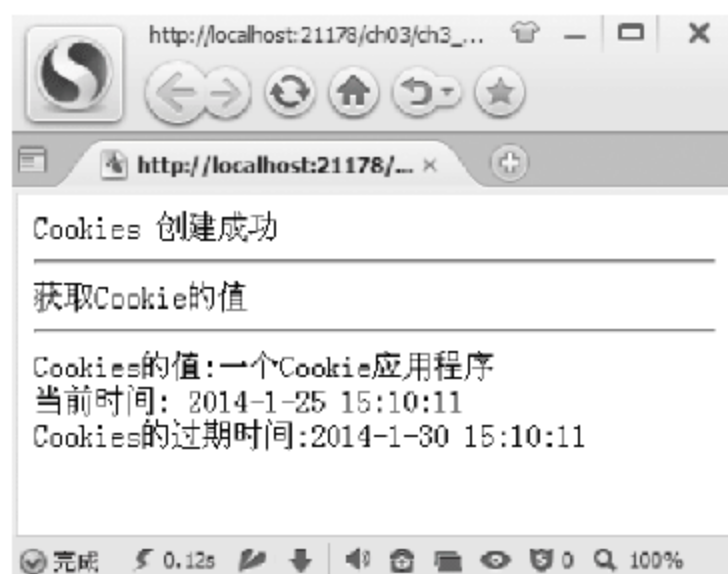 http://localhost:21178/ch03/ch3_...
http://localhost:21178/... ×
Cookies 创建成功
获取Cookie的值
Cookies的值:一个Cookie应用程序
当前时间: 2014-1-25 15:10:11
Cookies的过期时间:2014-1-30 15:10:11
完成 0.12s 0 100%